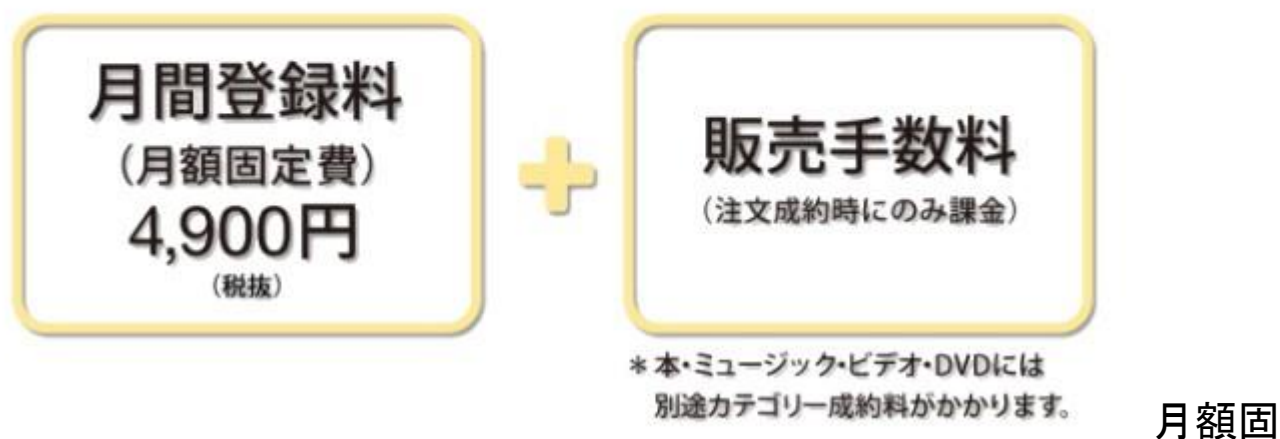 月間登録料
（月額固定費）
4,900円
（税抜）
販売手数料
（注文成約時にのみ課金）
＊本・ミュージック・ビデオ・DVDには
別途カテゴリー成約料がかかります。
月額固